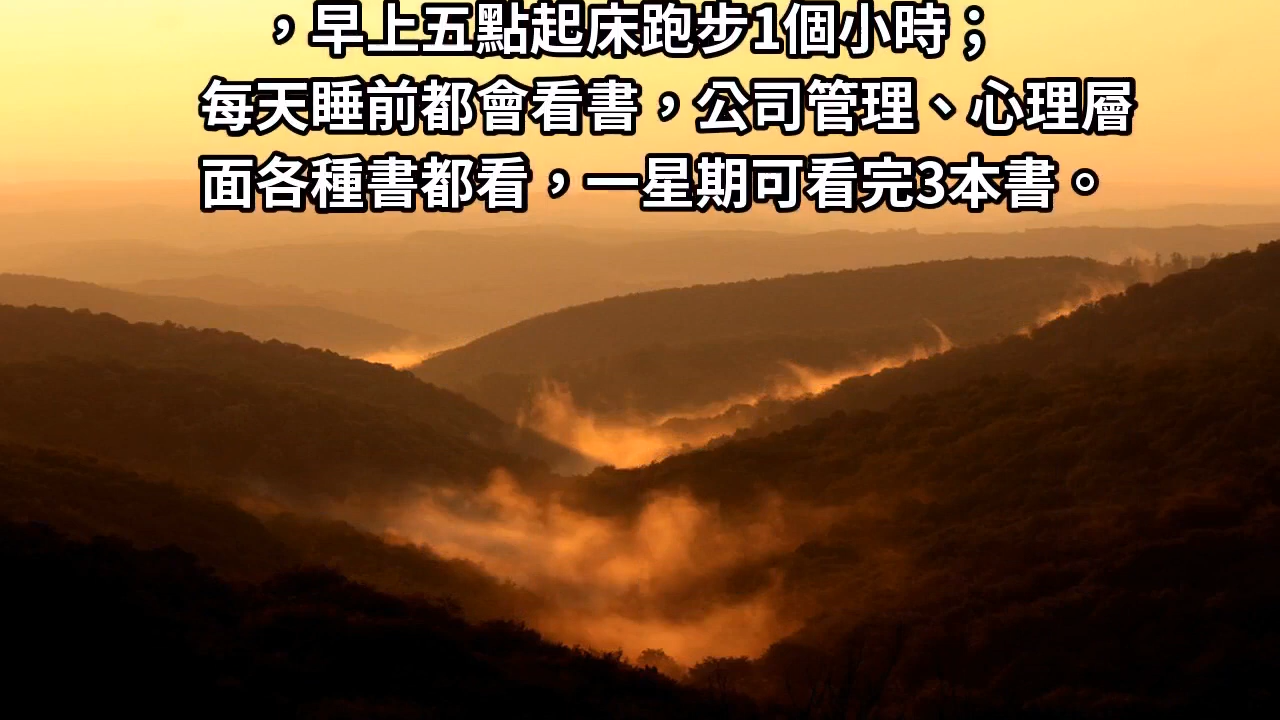 ，早上五點起床跑步1個小時；
每天睡前都會看書，公司管理、心理層
面各種書都看，一星期可看完3本書。